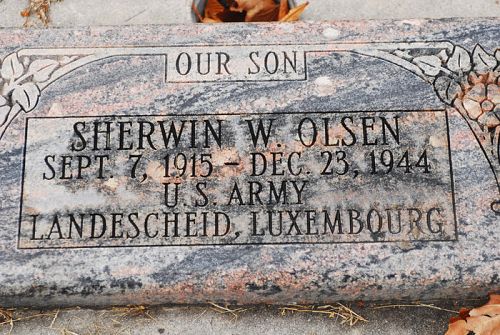 OUR SON
SHERWIN W. OLSEN
SEPT. 7, 1915 – DEC. 23, 1944
U. S. ARMY
LANDESCHEID, LUXEMBOURG